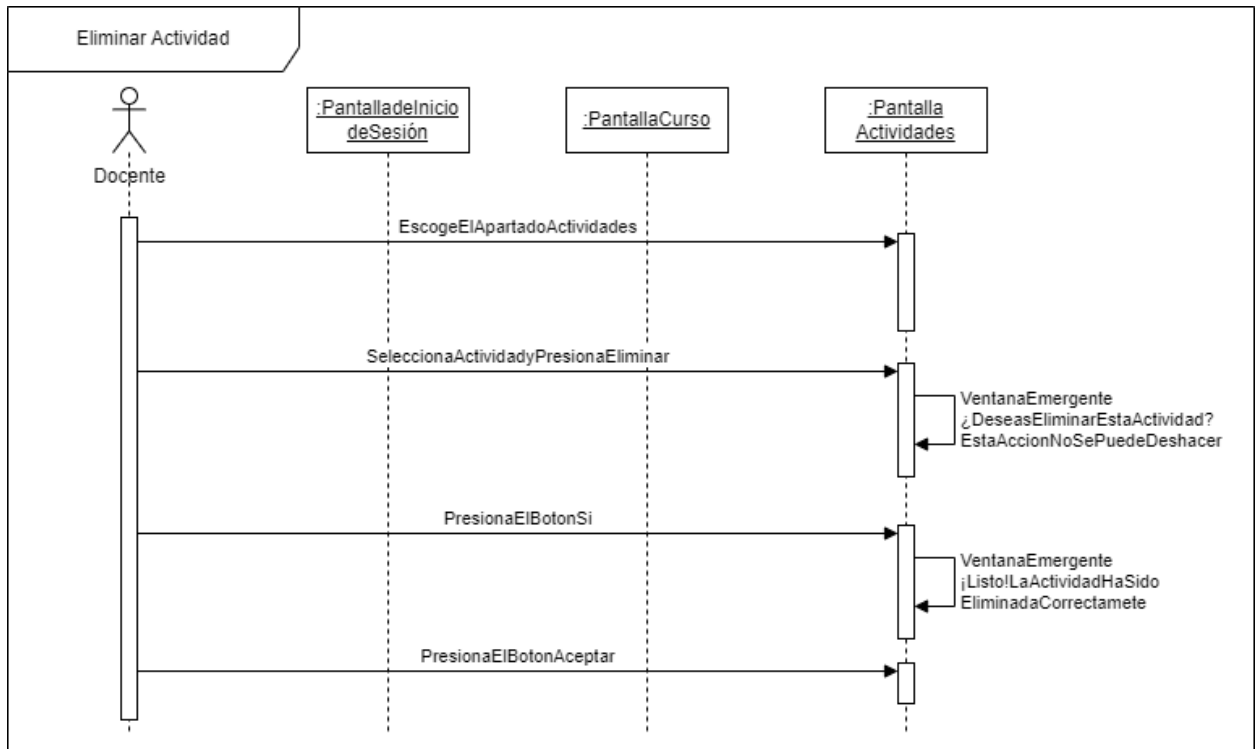 Eliminar Actividad
:PantalladeInicio
deSesión
:PantallaCurso
:Pantalla
Actividades
Docente
EscogeElApartadoActividades
SeleccionaActividadyPresionaEliminar
VentanaEmergente
¿DeseasEliminarEstaActividad?
EstaAccionNoSePuedeDeshacer
PresionaElBotonSi
VentanaEmergente
¡Listo!LaActividadHaSido
EliminadaCorrectamete
PresionaElBotonAceptar